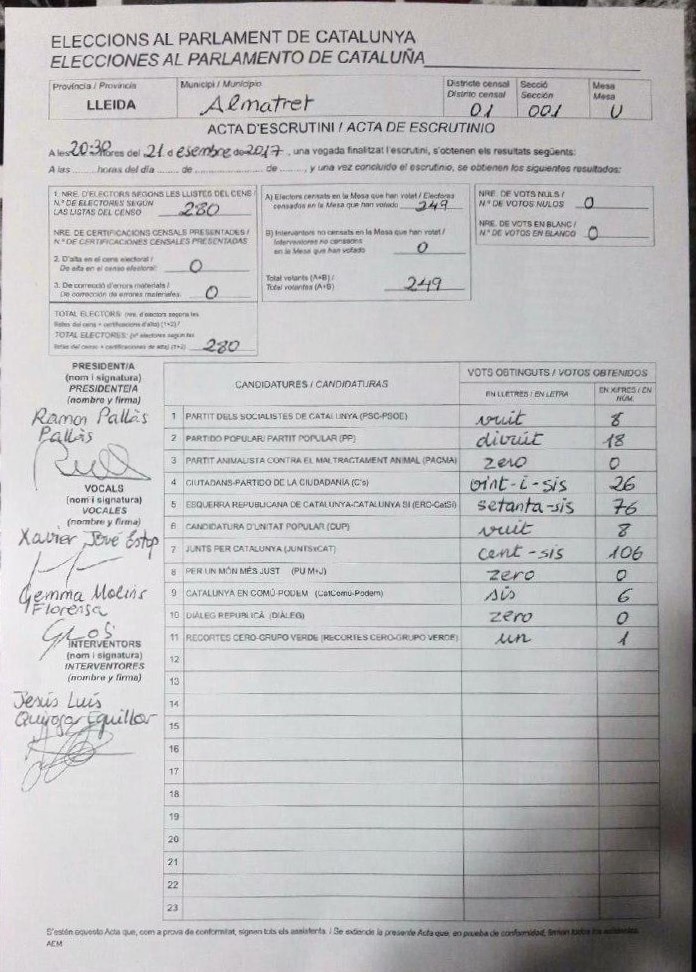 ELECCIONS AL PARLAMENT DE CATALUNYA
ELECCIONES AL PARLAMENTO DE CATALUÑA
Província / Provincia
LLEIDA
Municipi / Municipio
Almatret
Districte censal
Distrito censal
01
Secció
Sección
001
Mesa
Mesa
U
ACTA D'ESCRUTINI / ACTA DE ESCRUTINIO
A les 20:30 hores del 21 d esembre de 2017, una vegada finalitzat l'escrutini, s'obtenen els resultats següents:
A las ........ horas del día ...... de .................. de ........, y una vez concluido el escrutinio, se obtienen los siguientes resultados:
1. NRE. D'ELECTORS SEGONS LES LLISTES DEL CENS
N.º DE ELECTORES SEGÚN
LAS LISTAS DEL CENSO 280
NRE. DE CERTIFICACIONS CENSALS PRESENTADES /
N.º DE CERTIFICACIONES CENSALES PRESENTADAS
2. D'alta en el cens electoral /
De alta en el censo electoral: 0
3. De correcció d'errors materials /
De corrección de errores materiales: 0
TOTAL ELECTORS: (nre. d'electors segons les
llistes del cens + certificacions d'alta) (1+2) /
TOTAL ELECTORES: (nº electores según las
listas del censo + certificaciones de alta) (1+2) 280
A) Electors censats en la Mesa que han votat / Electores
censados en la Mesa que han votado 249
B) Interventors no censats en la Mesa que han votat /
Interventores no censados
en la Mesa que han votado 0
Total votants (A+B) /
Total votantes (A+B) 249
NRE. DE VOTS NULS /
N.º DE VOTOS NULOS 0
NRE. DE VOTS EN BLANC /
N.º DE VOTOS EN BLANCO 0
PRESIDENT/A
(nom i signatura)
PRESIDENTE/A
(nombre y firma)
Ramon Pallàs
Pallàs
VOCALS
(nom i signatura)
VOCALES
(nombre y firma)
Xavier Jové Estop
Gemma Molins
Florensa
INTERVENTORS
(nom i signatura)
INTERVENTORES
(nombre y firma)
Jesús Luís
CANDIDATURES / CANDIDATURAS
VOTS OBTINGUTS / VOTOS OBTENIDOS
EN LLETRES / EN LETRA
EN XIFRES / EN NÚM.
1 PARTIT DELS SOCIALISTES DE CATALUNYA (PSC-PSOE) vuit 8
2 PARTIDO POPULAR/ PARTIT POPULAR (PP) divuit 18
3 PARTIT ANIMALISTA CONTRA EL MALTRACTAMENT ANIMAL (PACMA) zero 0
4 CIUTADANS-PARTIDO DE LA CIUDADANÍA (C's) vint-i-sis 26
5 ESQUERRA REPUBLICANA DE CATALUNYA-CATALUNYA SÍ (ERC-CatSí) setanta-sis 76
6 CANDIDATURA D'UNITAT POPULAR (CUP) vuit 8
7 JUNTS PER CATALUNYA (JUNTSxCAT) cent-sis 106
8 PER UN MÓN MÉS JUST (PUM+J) zero 0
9 CATALUNYA EN COMÚ-PODEM (CatComú-Podem) sis 6
10 DIÀLEG REPUBLICÀ (DIÀLEG) zero 0
11 RECORTES CERO-GRUPO VERDE (RECORTES CERO-GRUPO VERDE) un 1
12
13
14
15
16
17
18
19
20
21
22
23
S'estén aquesta Acta que, com a prova de conformitat, signen tots els assistents. / Se extiende la presente Acta que, en prueba de conformidad, firman todos los asistentes.
AEM